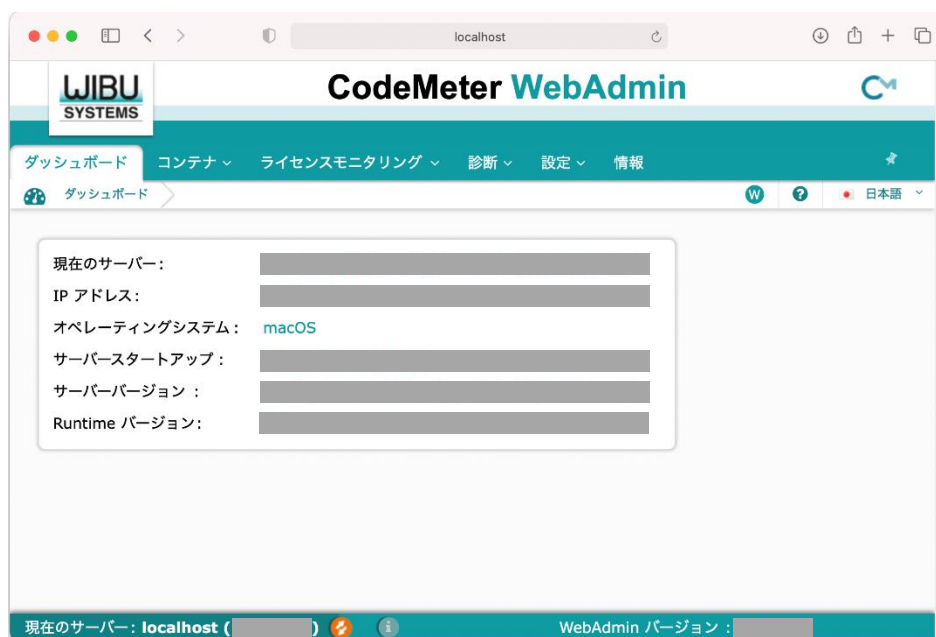 localhost
WIBU
SYSTEMS
CodeMeter WebAdmin
CM
ダッシュボード コンテナ ライセンスモニタリング 診断 設定 情報
ダッシュボード W ? 日本語
現在のサーバー:
IP アドレス:
オペレーティングシステム: macOS
サーバースタートアップ:
サーバーバージョン :
Runtime バージョン:
現在のサーバー: localhost ( ) i WebAdmin バージョン :